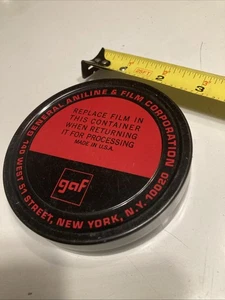 GENERAL ANILINE & FILM CORPORATION
REPLACE FILM IN
THIS CONTAINER
WHEN RETURNING
IT FOR PROCESSING
MADE IN U.S.A.
gaf
140 WEST 51 STREET, NEW YORK, N.Y. 10020
1
2
3